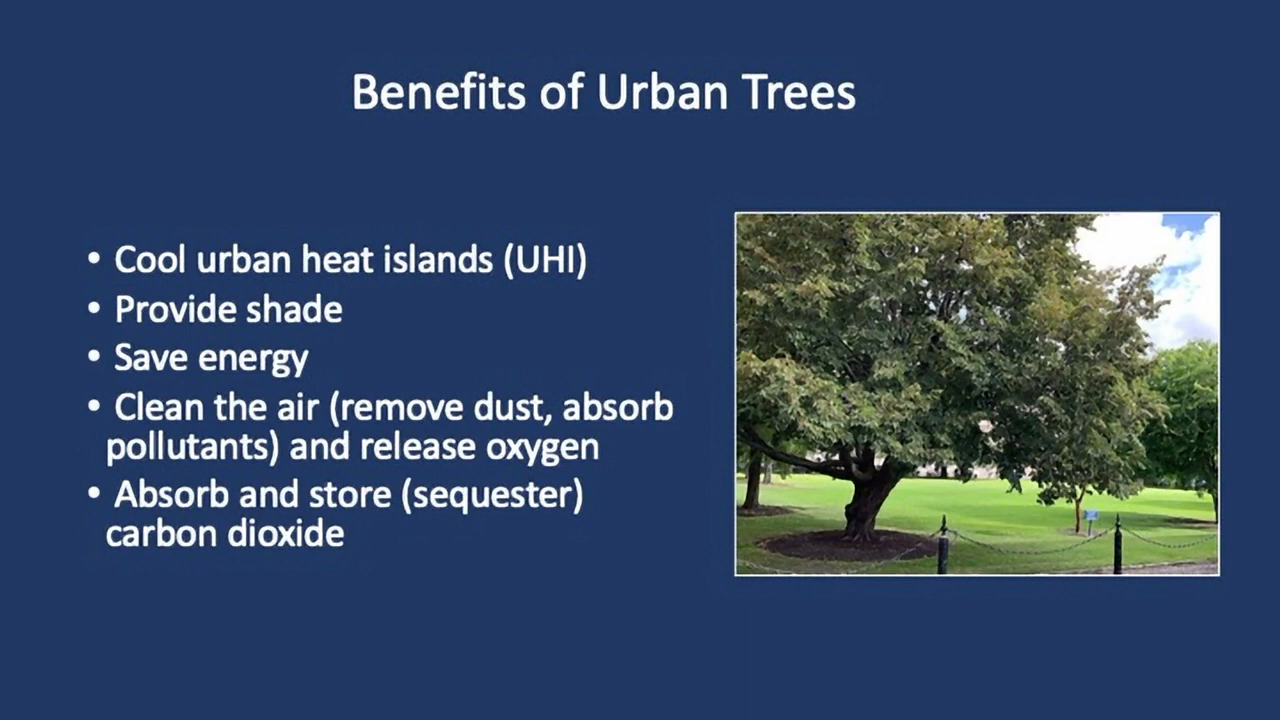 Benefits of Urban Trees
• Cool urban heat islands (UHI)
• Provide shade
• Save energy
• Clean the air (remove dust, absorb
pollutants) and release oxygen
• Absorb and store (sequester)
carbon dioxide